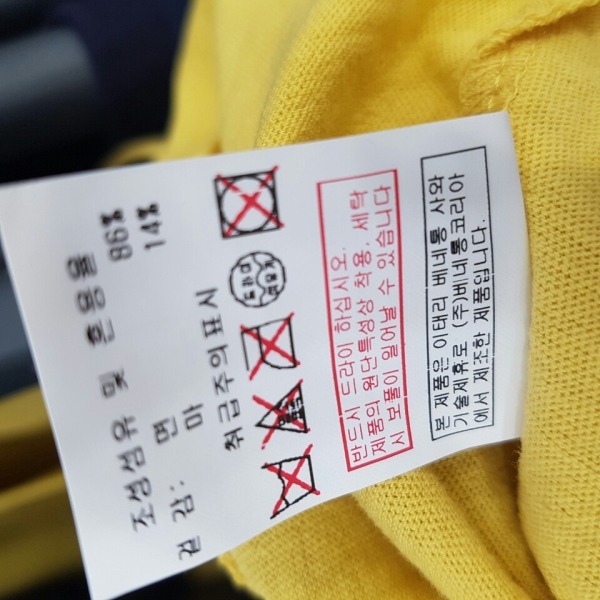 조성섬유 및 혼용율
겉 감: 면 86%
마 14%
취급주의표시
드라이
반드시 드라이 하십시오.
제품의 원단특성상 착용, 세탁
시 보풀이 일어날 수 있습니다
본 제품은 이태리 베네통 사와
기술제휴로 (주)베네통코리아
에서 제조한 제품입니다.